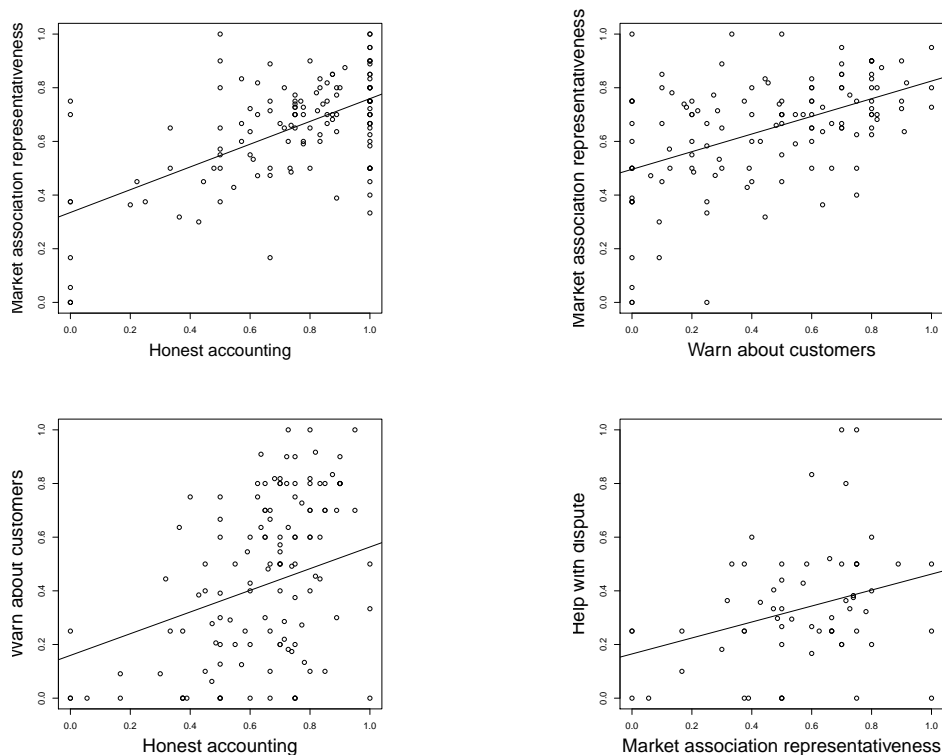 Market association representativeness
1.0
0.8
0.6
0.4
0.2
0.0
0.0 0.2 0.4 0.6 0.8 1.0
Honest accounting
Market association representativeness
1.0
0.8
0.6
0.4
0.2
0.0
0.0 0.2 0.4 0.6 0.8 1.0
Warn about customers
Warn about customers
1.0
0.8
0.6
0.4
0.2
0.0
0.0 0.2 0.4 0.6 0.8 1.0
Honest accounting
Help with dispute
1.0
0.8
0.6
0.4
0.2
0.0
0.0 0.2 0.4 0.6 0.8 1.0
Market association representativeness